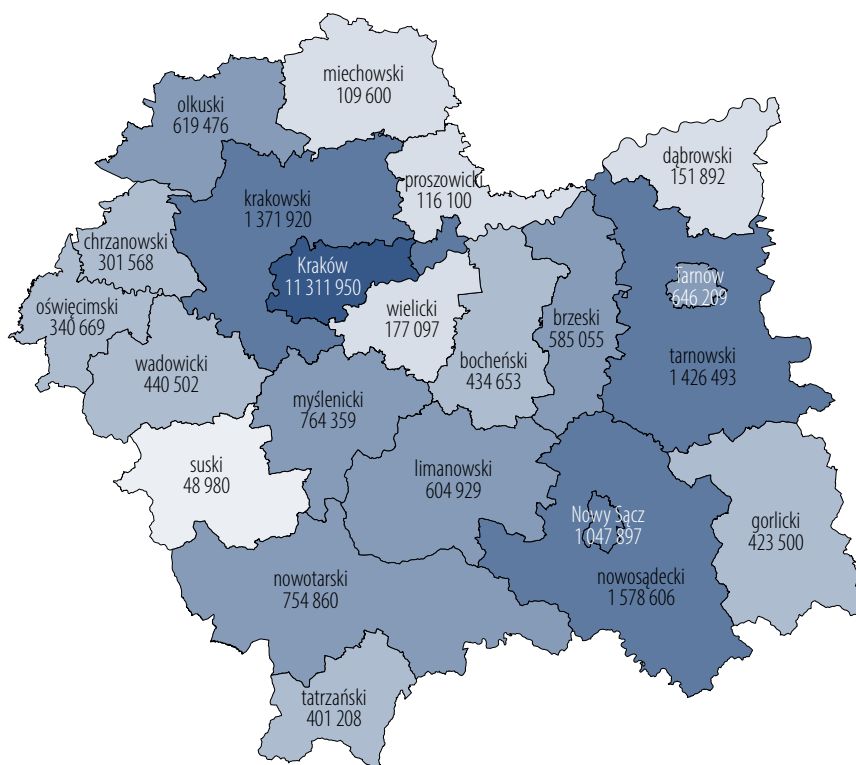 miechowski
109 600
olkuski
619 476
dąbrowski
151 892
proszowicki
116 100
krakowski
1 371 920
chrzanowski
301 568
Kraków
11 311 950
Tarnów
646 209
oświęcimski
340 669
wielicki
177 097
brzeski
585 055
wadowicki
440 502
bocheński
434 653
tarnowski
1 426 493
myślenicki
764 359
suski
48 980
limanowski
604 929
Nowy Sącz
1 047 897
gorlicki
423 500
nowotarski
754 860
nowosądecki
1 578 606
tatrzański
401 208